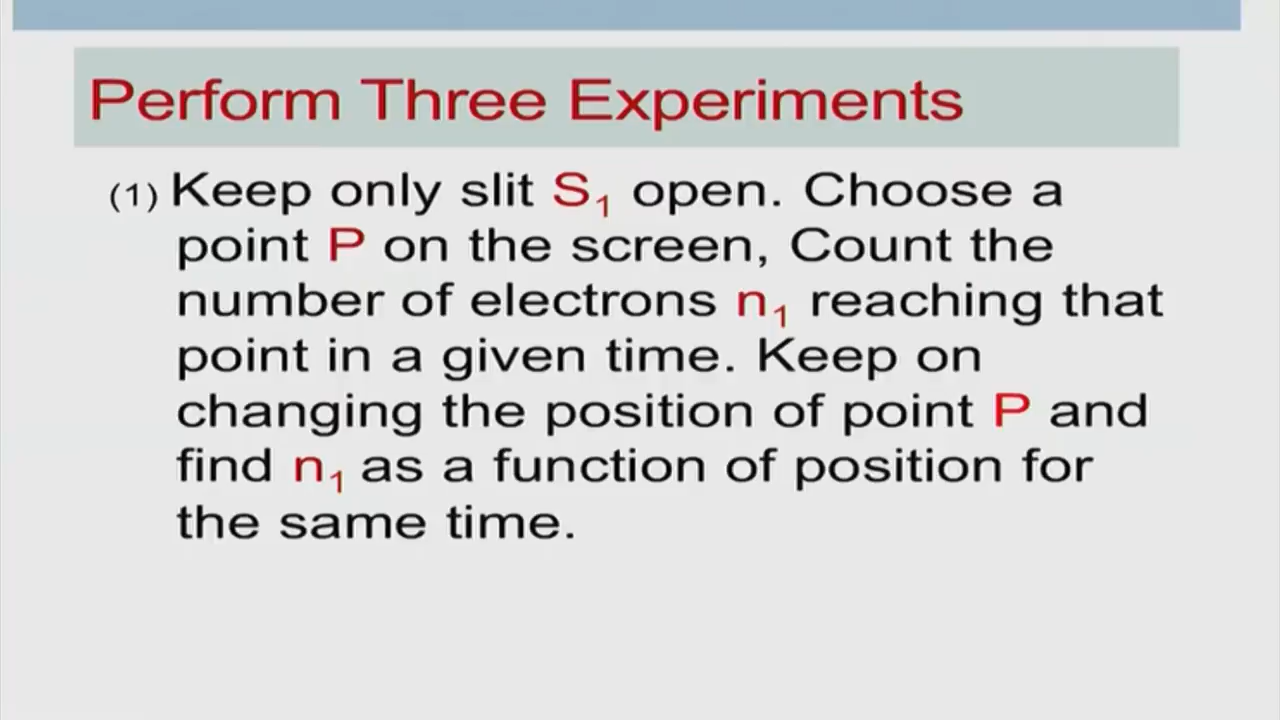 Perform Three Experiments
(1) Keep only slit S₁ open. Choose a
point P on the screen, Count the
number of electrons n₁ reaching that
point in a given time. Keep on
changing the position of point P and
find n₁ as a function of position for
the same time.